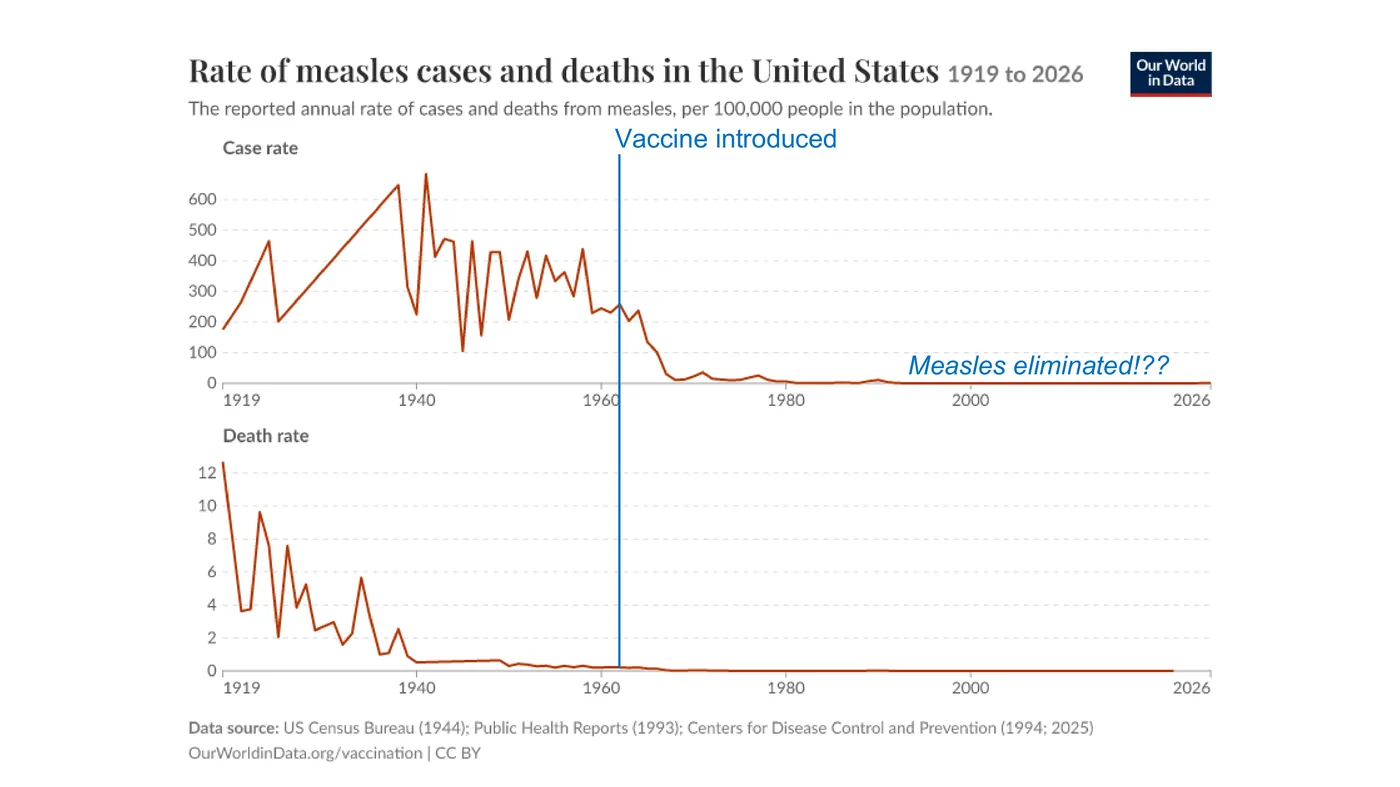 Rate of measles cases and deaths in the United States 1919 to 2026
Our World
in Data
The reported annual rate of cases and deaths from measles, per 100,000 people in the population.
Vaccine introduced
Case rate
600
500
400
300
200
100
0
Measles eliminated!??
1919 1940 1960 1980 2000 2026
Death rate
12
10
8
6
4
2
0
1919 1940 1960 1980 2000 2026
Data source: US Census Bureau (1944); Public Health Reports (1993); Centers for Disease Control and Prevention (1994; 2025)
OurWorldinData.org/vaccination | CC BY